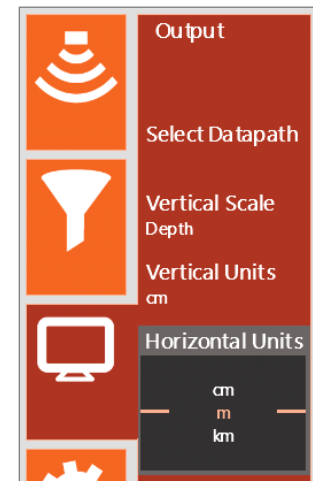 Output
Select Datapath
Vertical Scale
Depth
Vertical Units
cm
Horizontal Units
cm
m
km